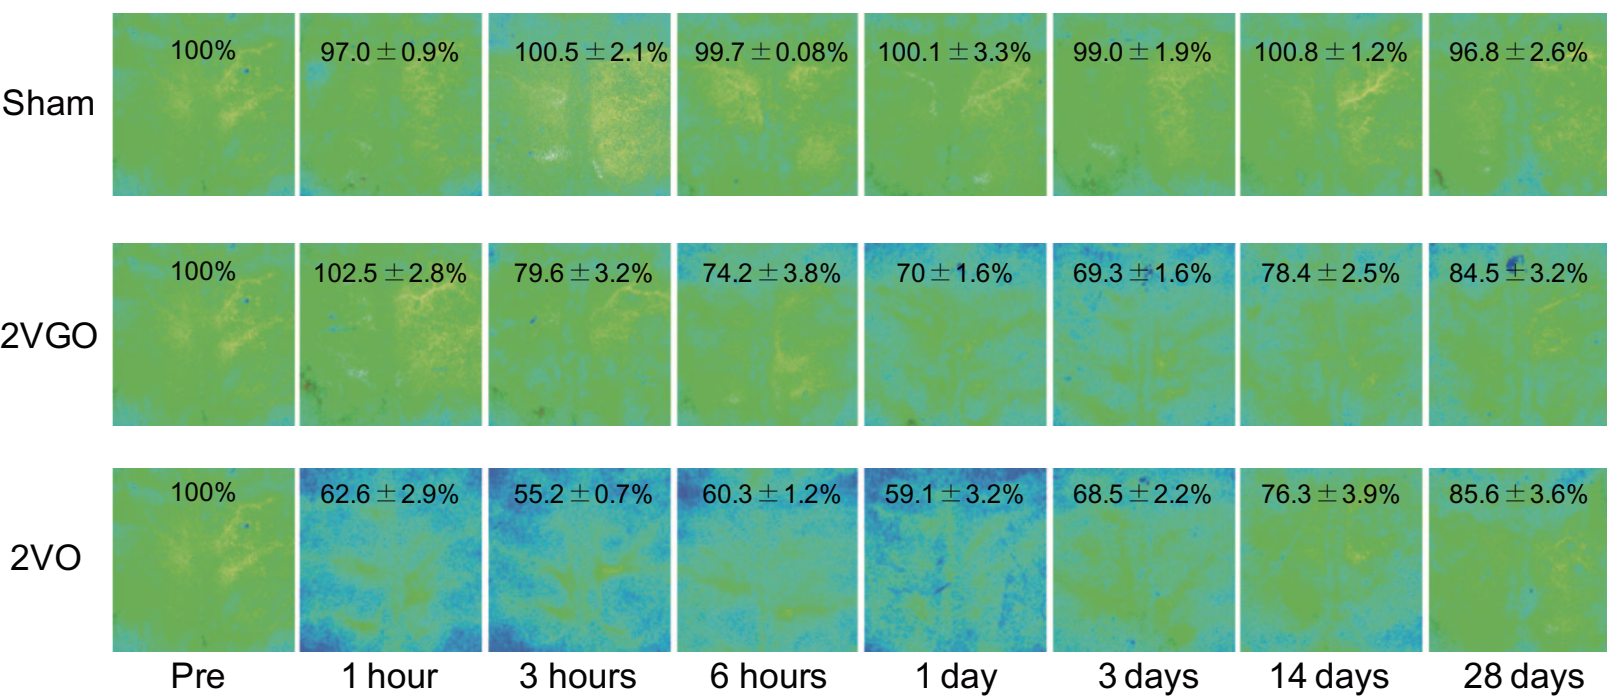 100% 97.0 ± 0.9% 100.5 ± 2.1% 99.7 ± 0.08% 100.1 ± 3.3% 99.0 ± 1.9% 100.8 ± 1.2% 96.8 ± 2.6%
Sham
100% 102.5 ± 2.8% 79.6 ± 3.2% 74.2 ± 3.8% 70 ± 1.6% 69.3 ± 1.6% 78.4 ± 2.5% 84.5 ± 3.2%
2VGO
100% 62.6 ± 2.9% 55.2 ± 0.7% 60.3 ± 1.2% 59.1 ± 3.2% 68.5 ± 2.2% 76.3 ± 3.9% 85.6 ± 3.6%
2VO
Pre 1 hour 3 hours 6 hours 1 day 3 days 14 days 28 days